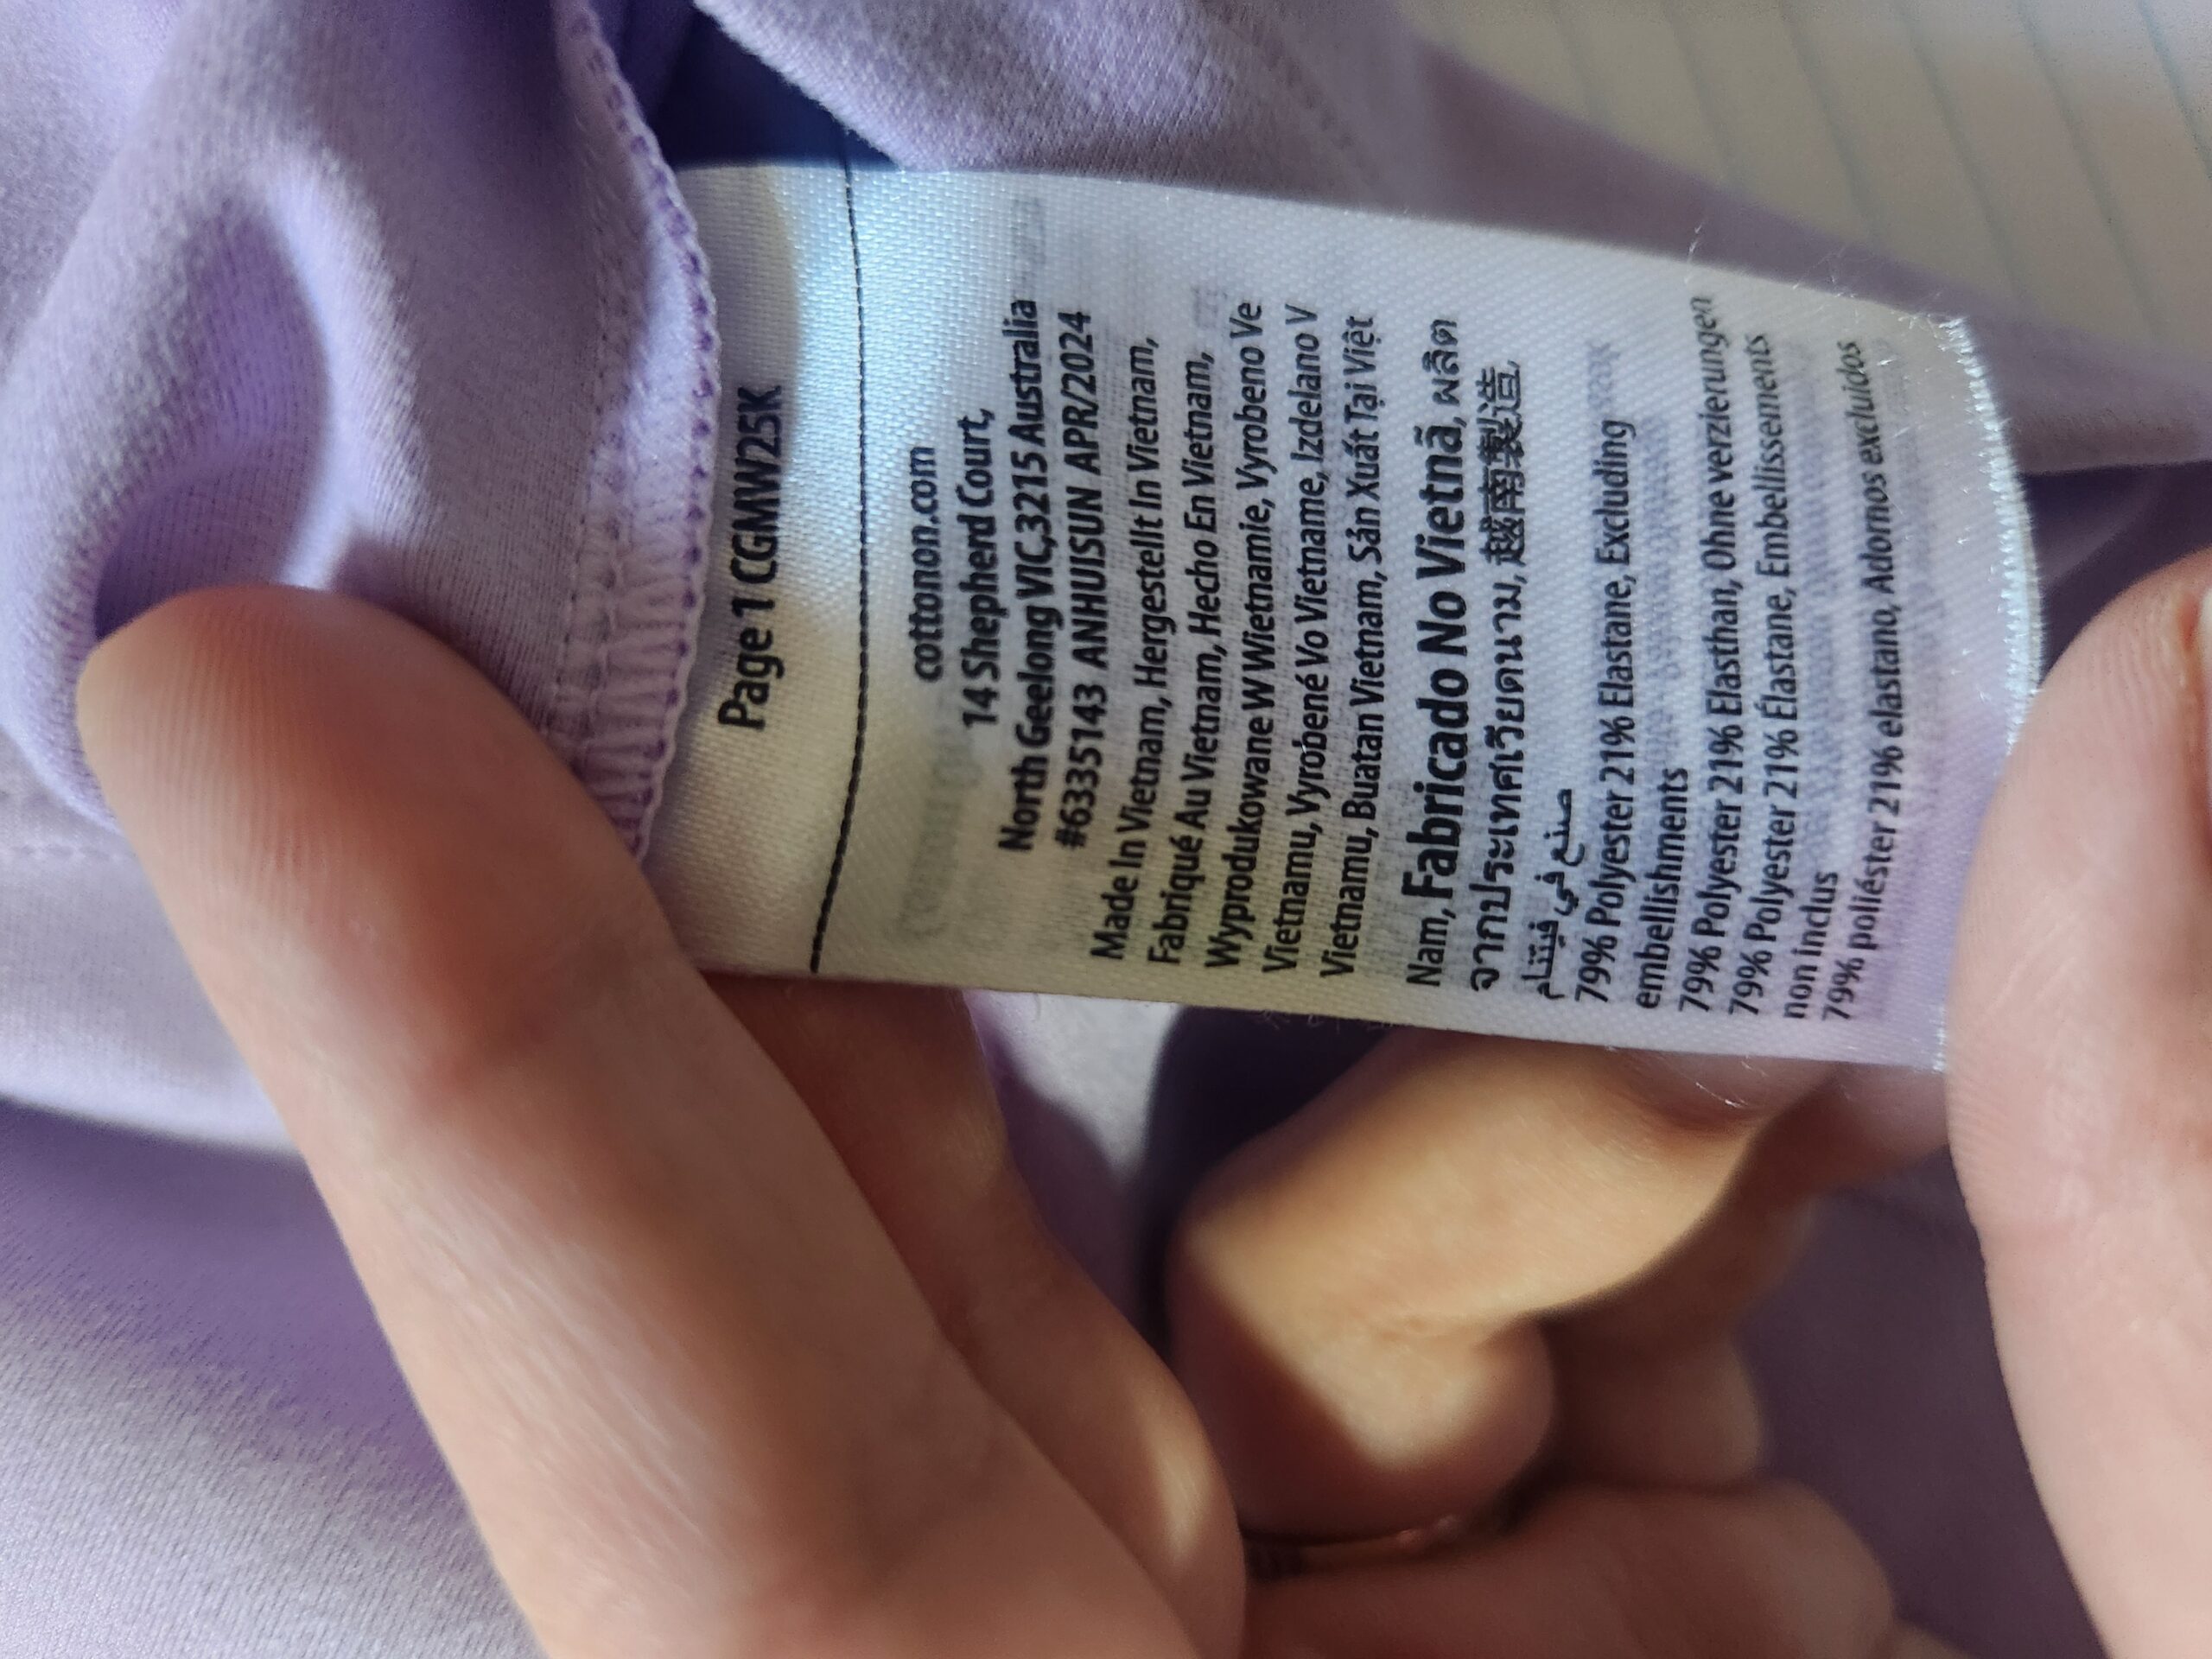 Page 1 CGMW25K
cottonon.com
14 Shepherd Court,
North Geelong VIC,3215 Australia
#6335143 ANHUISUN APR/2024
Made In Vietnam, Hergestellt In Vietnam,
Fabriqué Au Vietnam, Hecho En Vietnam,
Wyprodukowane W Wietnamie, Vyrobeno Ve
Vietnamu, Vyrobené Vo Vietname, Izdelano V
Vietnamu, Buatan Vietnam, Sản Xuất Tại Việt
Nam, Fabricado No Vietnã, ผลิต
จากประเทศเวียดนาม, 越南製造,
صنع في فيتنام
79% Polyester 21% Elastane, Excluding
embellishments
79% Polyester 21% Elasthan, Ohne verzierungen
79% Polyester 21% Élastane, Embellissements
non inclus
79% poliéster 21% elastano, Adornos excluidos